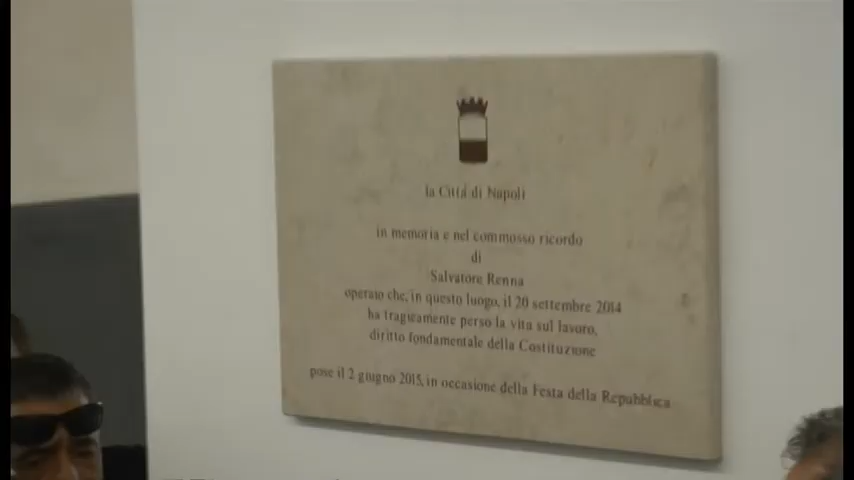 la Città di Napoli
in memoria e nel commosso ricordo
di
Salvatore Renna
operaio che, in questo luogo, il 20 settembre 2014
ha tragicamente perso la vita sul lavoro,
diritto fondamentale della Costituzione
pose il 2 giugno 2015, in occasione della Festa della Repubblica